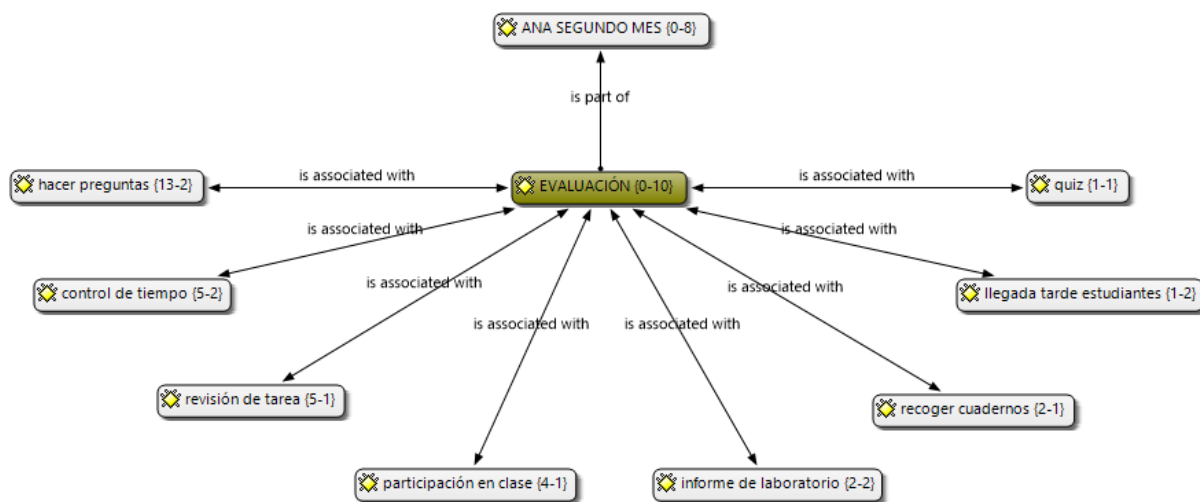 ANA SEGUNDO MES {0-8}
is part of
hacer preguntas {13-2}
is associated with
EVALUACIÓN {0-10}
is associated with
quiz {1-1}
is associated with
is associated with
control de tiempo {5-2}
llegada tarde estudiantes {1-2}
is associated with
is associated with
is associated with
is associated with
revisión de tarea {5-1}
recoger cuadernos {2-1}
participación en clase {4-1}
informe de laboratorio {2-2}